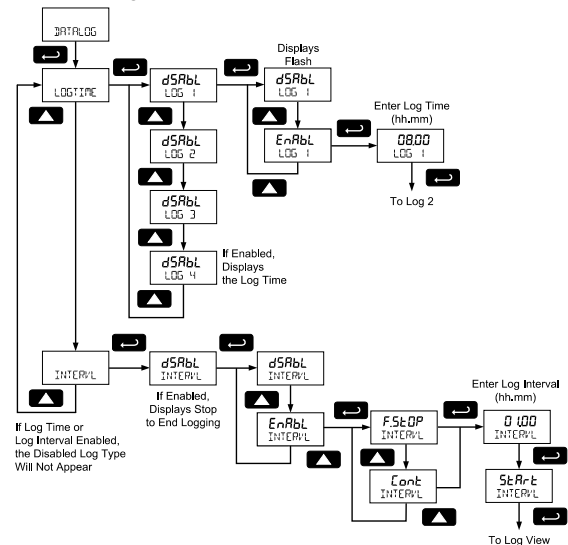 DATALOG
Displays
Flash
LOGTIME
dSAbL
LOG 1
dSAbL
LOG 1
Enter Log Time
(hh.mm)
dSAbL
LOG 2
EnAbL
LOG 1
08.00
LOG 1
To Log 2
dSAbL
LOG 3
dSAbL
LOG 4
If Enabled,
Displays
the Log Time
INTERVL
dSAbL
INTERVL
dSAbL
INTERVL
If Enabled,
Displays Stop
to End Logging
Enter Log Interval
(hh.mm)
If Log Time or
Log Interval Enabled,
the Disabled Log Type
Will Not Appear
EnAbL
INTERVL
F.StOP
INTERVL
01.00
INTERVL
Cont
INTERVL
StArt
INTERVL
To Log View